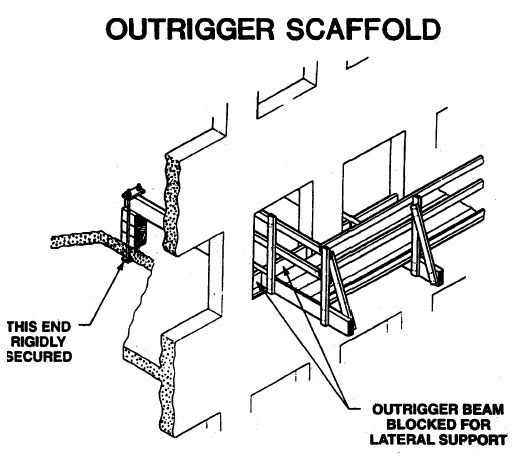 OUTRIGGER SCAFFOLD
THIS END
RIGIDLY
SECURED
OUTRIGGER BEAM
BLOCKED FOR
LATERAL SUPPORT